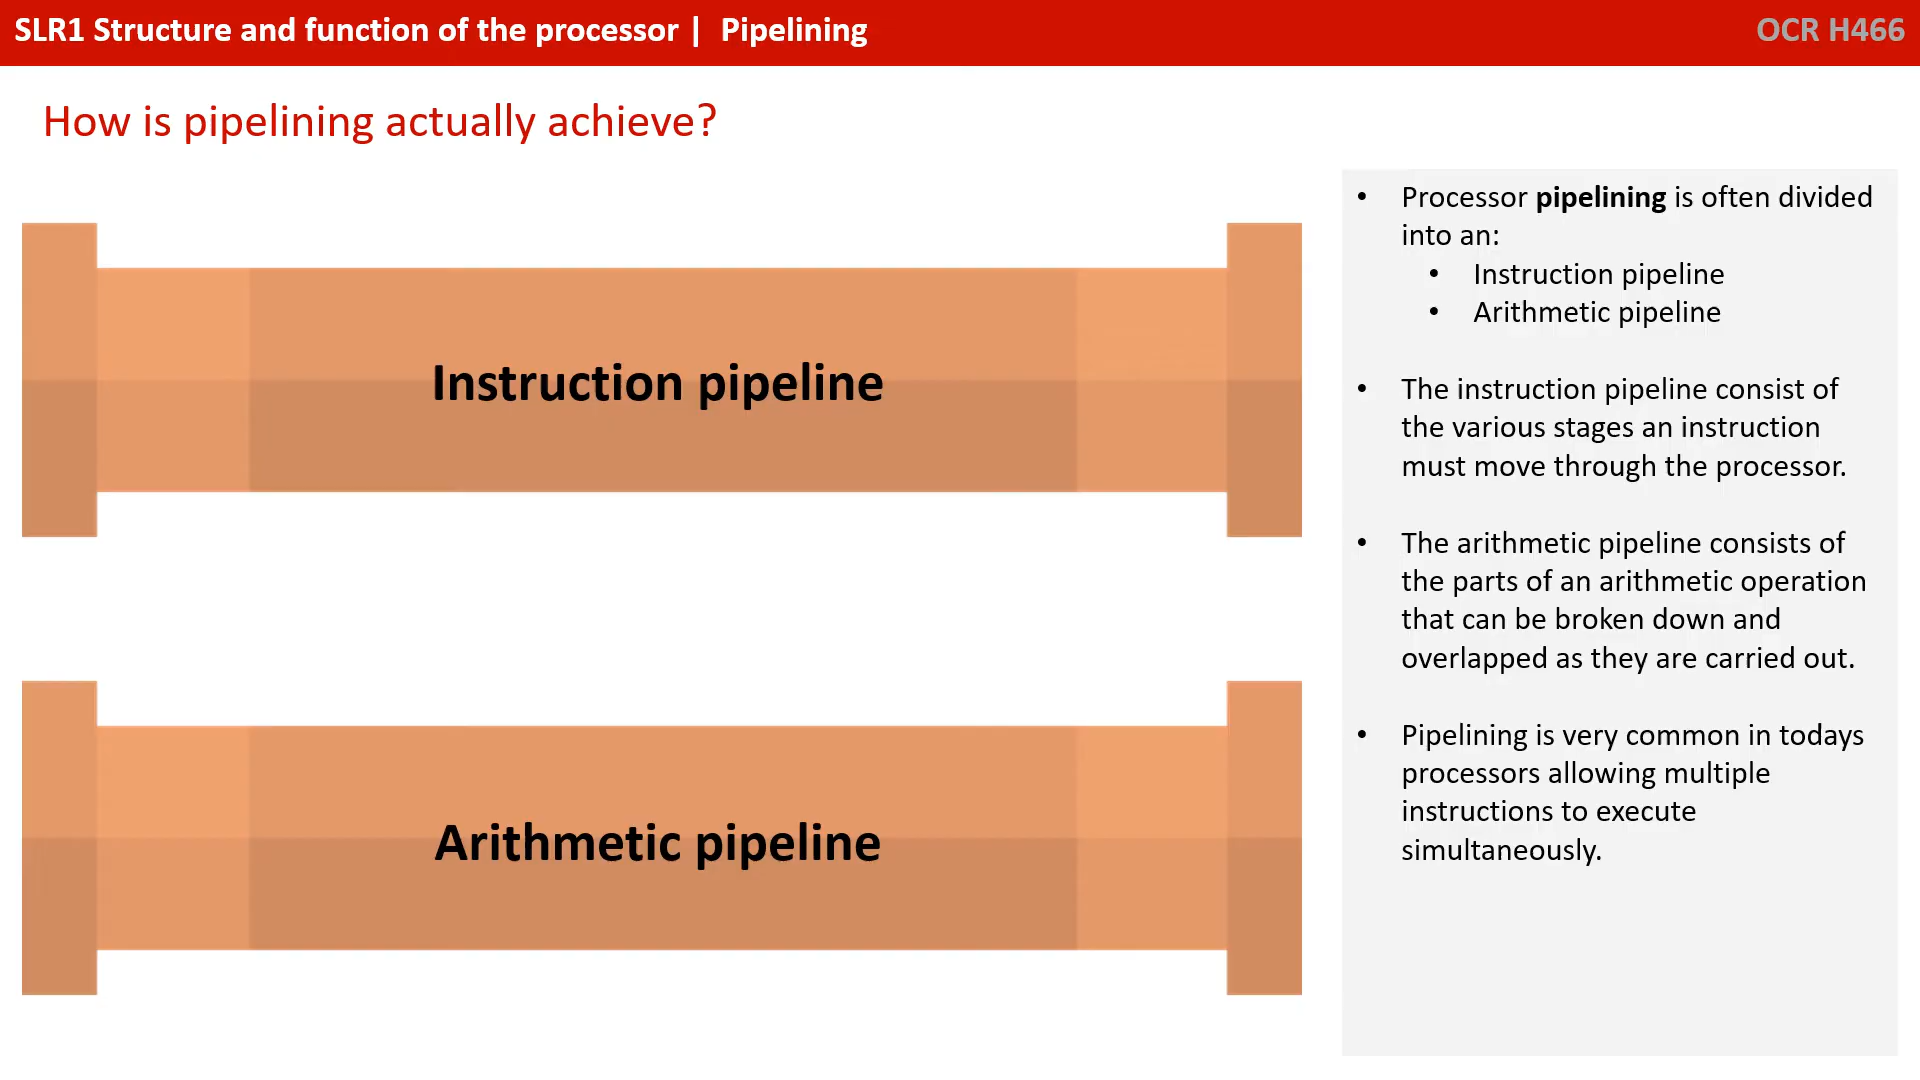 SLR1 Structure and function of the processor | Pipelining
OCR H466
How is pipelining actually achieve?
Instruction pipeline
Arithmetic pipeline
• Processor pipelining is often divided
into an:
• Instruction pipeline
• Arithmetic pipeline
• The instruction pipeline consist of
the various stages an instruction
must move through the processor.
• The arithmetic pipeline consists of
the parts of an arithmetic operation
that can be broken down and
overlapped as they are carried out.
• Pipelining is very common in todays
processors allowing multiple
instructions to execute
simultaneously.